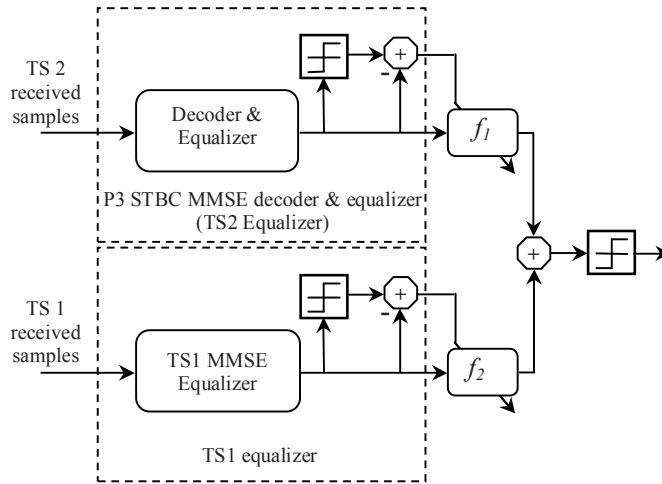 TS 2
received
samples
Decoder &
Equalizer
+
-
f1
P3 STBC MMSE decoder & equalizer
(TS2 Equalizer)
+
TS 1
received
samples
TS1 MMSE
Equalizer
+
-
f2
TS1 equalizer